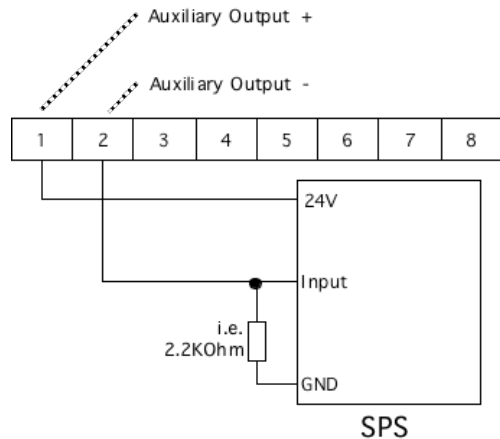 Auxiliary Output +
Auxiliary Output -
1 2 3 4 5 6 7 8
24V
Input
i.e.
2.2KOhm
GND
SPS